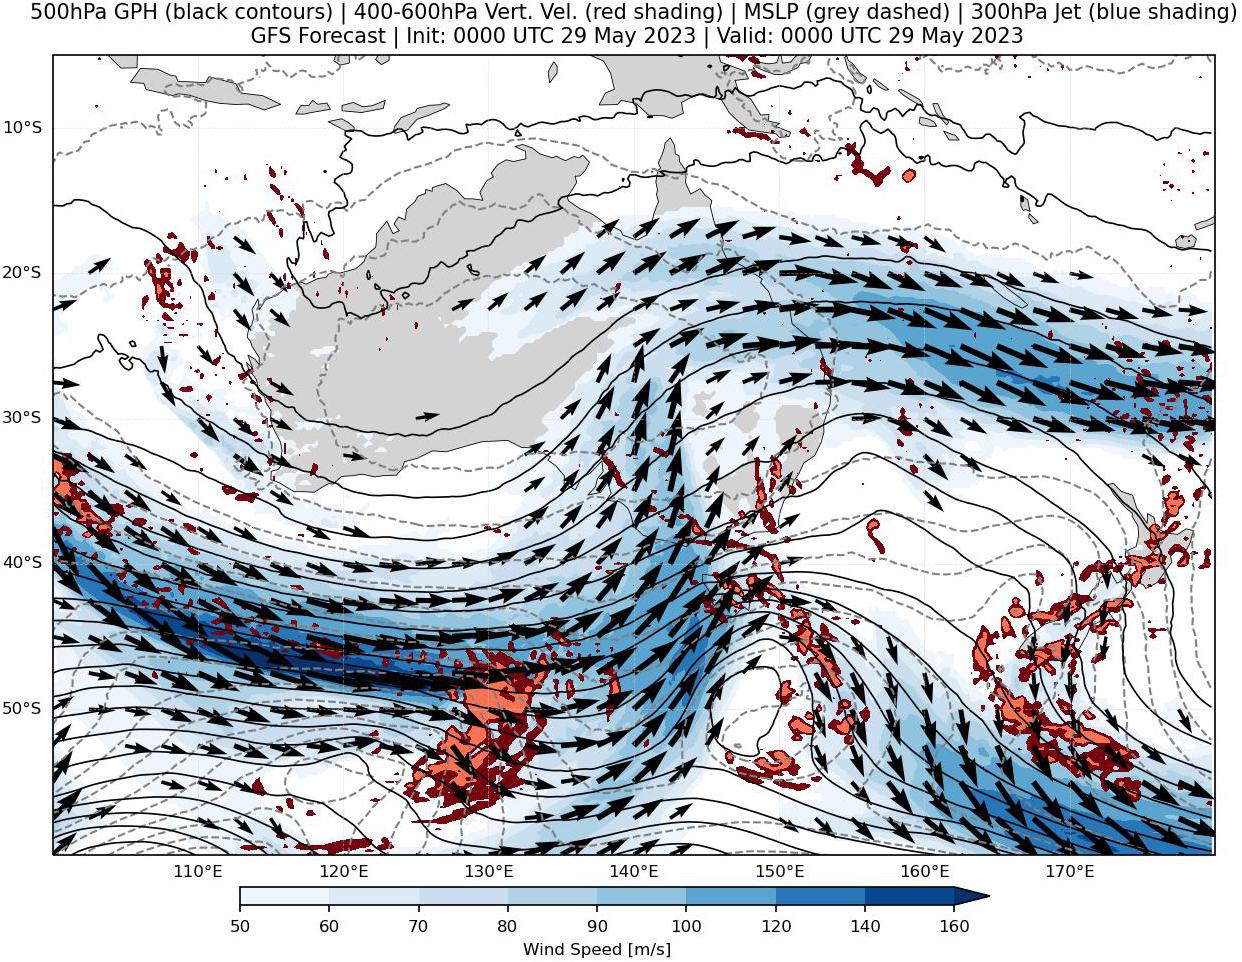 500hPa GPH (black contours) | 400-600hPa Vert. Vel. (red shading) | MSLP (grey dashed) | 300hPa Jet (blue shading)
GFS Forecast | Init: 0000 UTC 29 May 2023 | Valid: 0000 UTC 29 May 2023
10°S
20°S
30°S
40°S
50°S
110°E 120°E 130°E 140°E 150°E 160°E 170°E
50 60 70 80 90 100 120 140 160
Wind Speed [m/s]